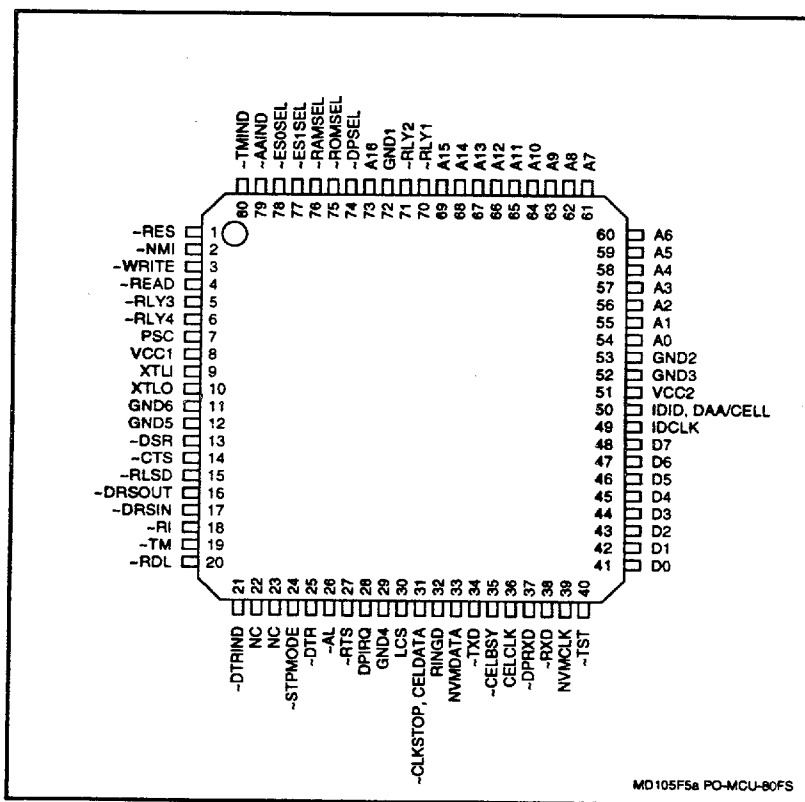 ~TMIND
~AAIND
~ES0SEL
~ES1SEL
~RAMSEL
~ROMSEL
~DPSEL
A16
GND1
~RLY2
~RLY1
A15
A14
A13
A12
A11
A10
A9
A8
A7
80 79 78 77 76 75 74 73 72 71 70 69 68 67 66 65 64 63 62 61
~RES 1
~NMI 2
~WRITE 3
~READ 4
~RLY3 5
~RLY4 6
PSC 7
VCC1 8
XTLI 9
XTLO 10
GND6 11
GND5 12
~DSR 13
~CTS 14
~RLSD 15
~DRSOUT 16
~DRSIN 17
~RI 18
~TM 19
~RDL 20
60 A6
59 A5
58 A4
57 A3
56 A2
55 A1
54 A0
53 GND2
52 GND3
51 VCC2
50 IDID, DAA/CELL
49 IDCLK
48 D7
47 D6
46 D5
45 D4
44 D3
43 D2
42 D1
41 D0
21 22 23 24 25 26 27 28 29 30 31 32 33 34 35 36 37 38 39 40
~DTRIND
NC
NC
~STPMODE
~DTR
~AL
~RTS
DPIRQ
GND4
LCS
~CLKSTOP, CELDATA
RINGD
NVMDATA
~TXD
~CELBSY
CELCLK
~DPRXD
~RXD
NVMCLK
~TST
MD105F5a PO-MCU-80FS